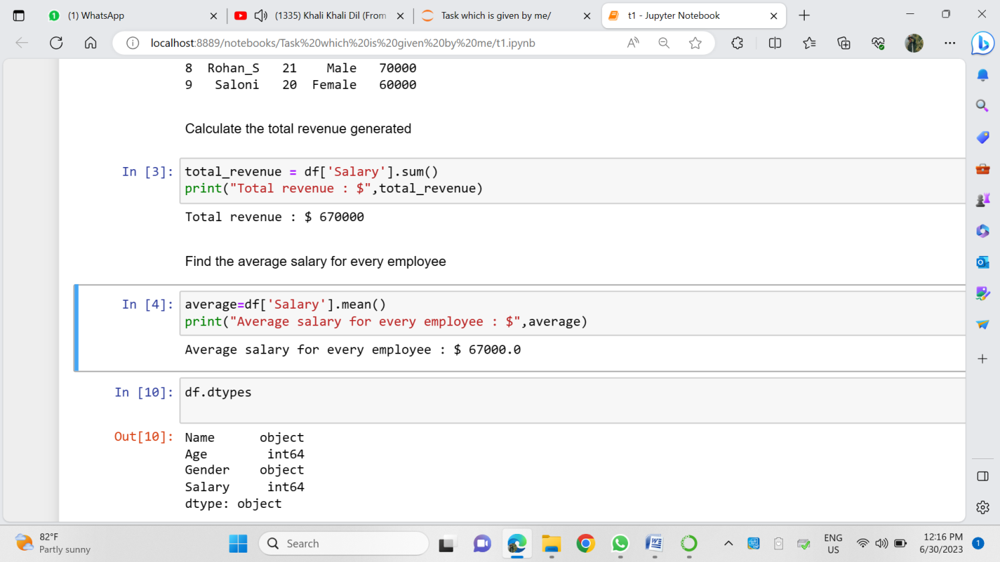 (1) WhatsApp
(1335) Khali Khali Dil (From
Task which is given by me/
t1 - Jupyter Notebook
localhost:8889/notebooks/Task%20which%20is%20given%20by%20me/t1.ipynb
8 Rohan_S 21 Male 70000
9 Saloni 20 Female 60000
Calculate the total revenue generated
In [3]: total_revenue = df['Salary'].sum()
print("Total revenue : $",total_revenue)
Total revenue : $ 670000
Find the average salary for every employee
In [4]: average=df['Salary'].mean()
print("Average salary for every employee : $",average)
Average salary for every employee : $ 67000.0
In [10]: df.dtypes
Out[10]: Name object
Age int64
Gender object
Salary int64
dtype: object
82°F
Partly sunny
Search
ENG
US
12:16 PM
6/30/2023
1